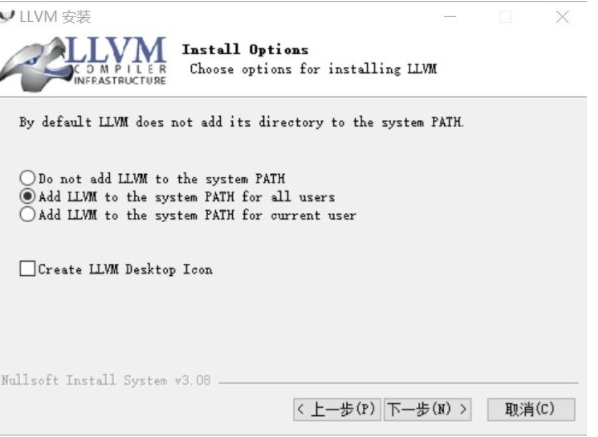 LLVM 安装
LLVM
COMPILER
INFRASTRUCTURE
Install Options
Choose options for installing LLVM
By default LLVM does not add its directory to the system PATH.
Do not add LLVM to the system PATH
Add LLVM to the system PATH for all users
Add LLVM to the system PATH for current user
Create LLVM Desktop Icon
Nullsoft Install System v3.08
< 上一步(P) 下一步(N) > 取消(C)